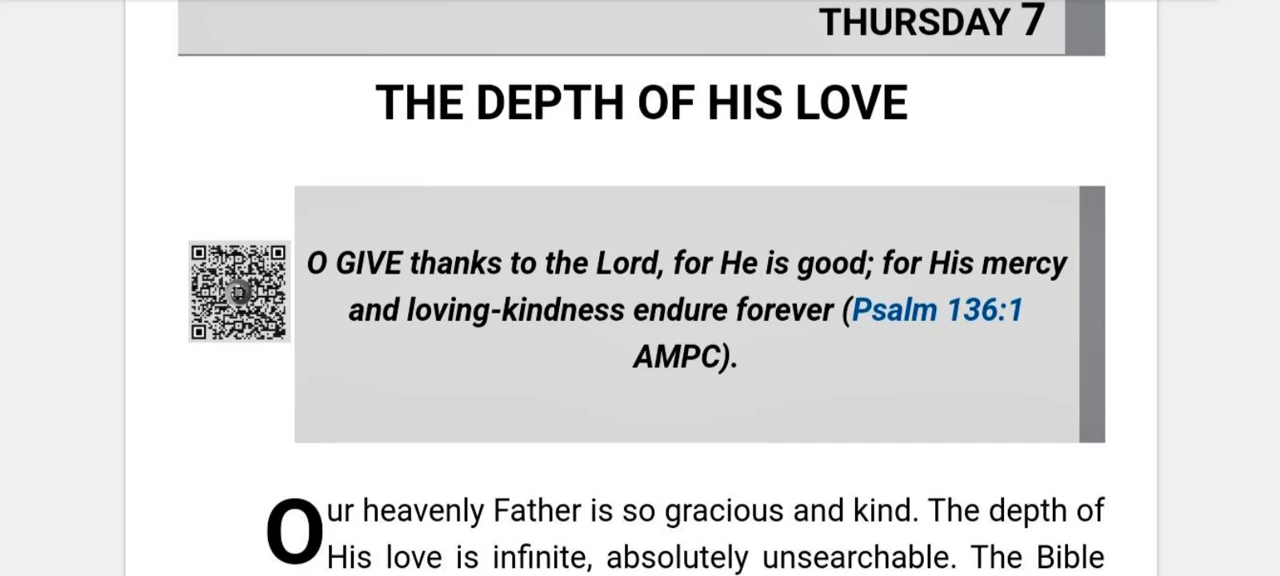 THURSDAY 7
THE DEPTH OF HIS LOVE
O GIVE thanks to the Lord, for He is good; for His mercy
and loving-kindness endure forever (Psalm 136:1
AMPC).
Our heavenly Father is so gracious and kind. The depth of
His love is infinite, absolutely unsearchable. The Bible